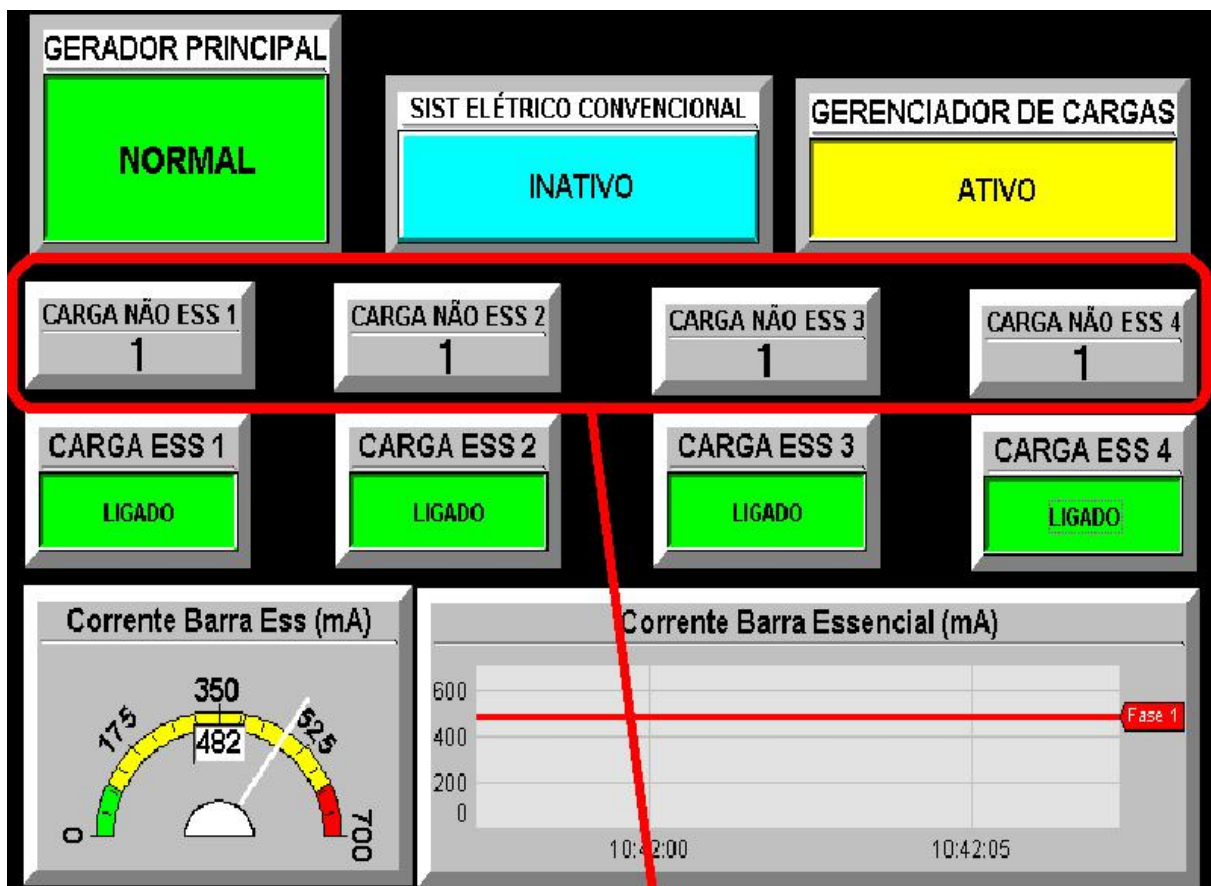 GERADOR PRINCIPAL
NORMAL
SIST ELÉTRICO CONVENCIONAL
INATIVO
GERENCIADOR DE CARGAS
ATIVO
CARGA NÃO ESS 1
1
CARGA NÃO ESS 2
1
CARGA NÃO ESS 3
1
CARGA NÃO ESS 4
1
CARGA ESS 1
LIGADO
CARGA ESS 2
LIGADO
CARGA ESS 3
LIGADO
CARGA ESS 4
LIGADO
Corrente Barra Ess (mA)
0
175
350
525
700
482
Corrente Barra Essencial (mA)
600
400
200
0
Fase 1
10:42:00
10:42:05